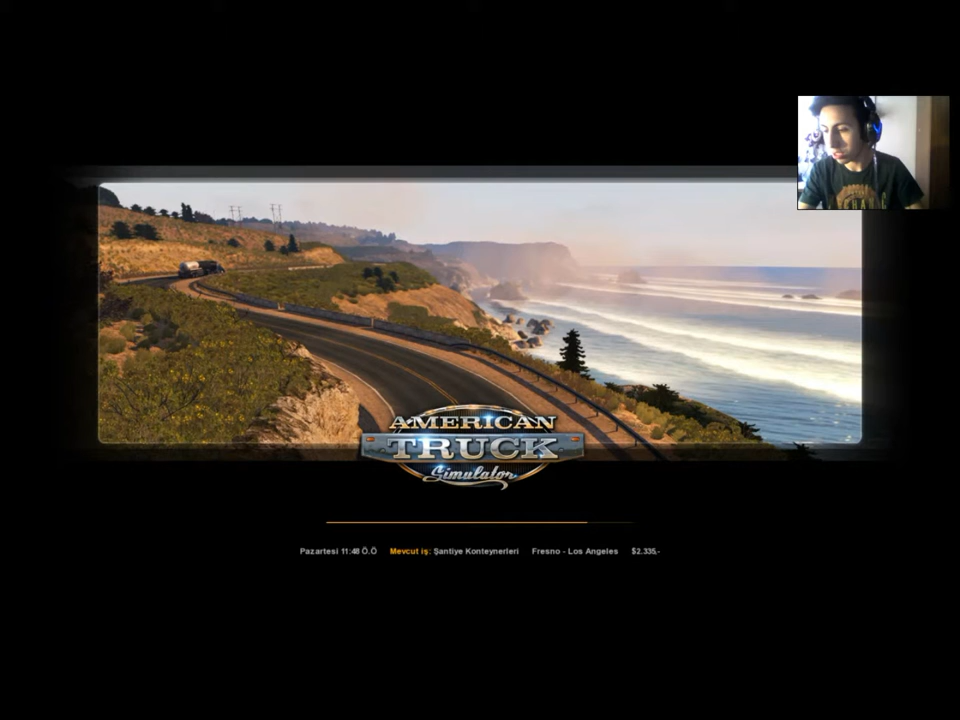 AMERICAN
TRUCK
Simulator
Pazartesi 11:48 Ö.Ö Mevcut iş: Şantiye Konteynerleri Fresno - Los Angeles $2.335,-